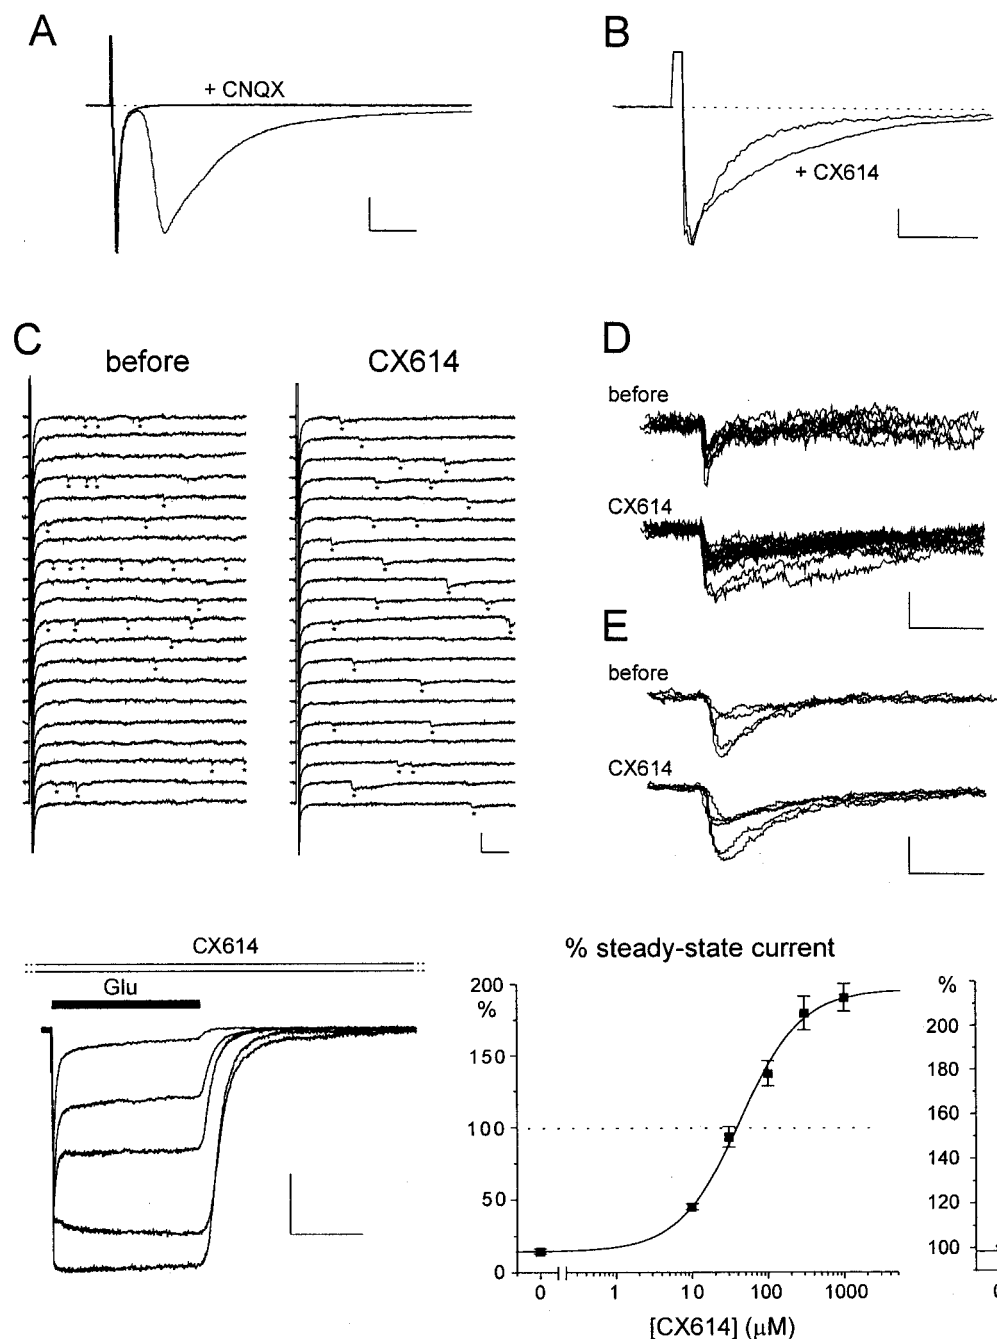 A
+ CNQX
B
+ CX614
C
before
CX614
D
before
CX614
E
before
CX614
CX614
Glu
% steady-state current
200
%
150
100
50
0
0
1
10
100
1000
[CX614] (μM)
%
200
180
160
140
120
100